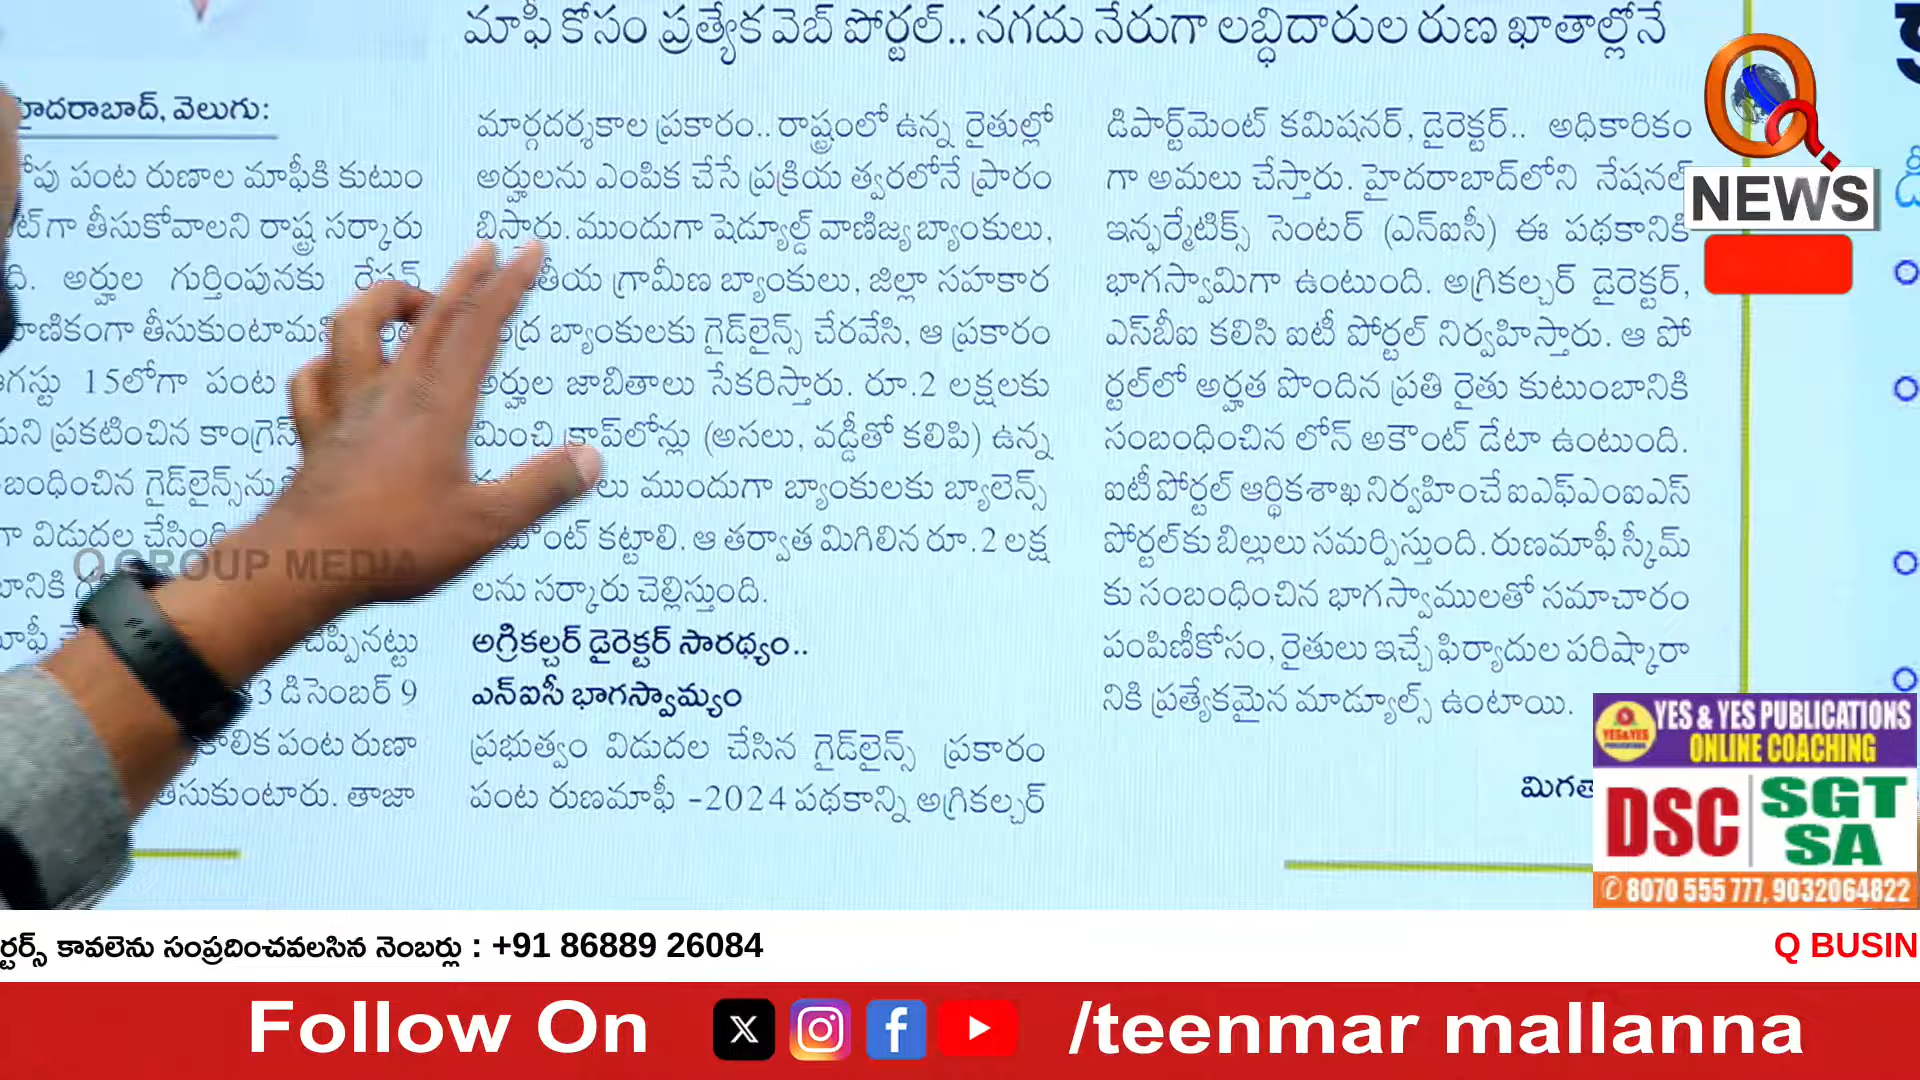 మాఫీ కోసం ప్రత్యేక వెబ్ పోర్టల్.. నగదు నేరుగా లబ్ధిదారుల రుణ ఖాతాల్లోనే
హైదరాబాద్, వెలుగు:
పంట రుణాల మాఫీకి కుటుం
తీసుకోవాలని రాష్ట్ర సర్కారు
అర్హుల గుర్తింపునకు రేషన్
తీసుకుంటామని
15లోగా పంట
ప్రకటించిన కాంగ్రెస్
గైడ్‌లైన్స్‌ను
విడుదల చేసింది
చెప్పినట్టు
డిసెంబర్ 9
పంట రుణా
తీసుకుంటారు. తాజా
మార్గదర్శకాల ప్రకారం.. రాష్ట్రంలో ఉన్న రైతుల్లో
అర్హులను ఎంపిక చేసే ప్రక్రియ త్వరలోనే ప్రారం
భిస్తారు. ముందుగా షెడ్యూల్డ్ వాణిజ్య బ్యాంకులు,
గ్రామీణ బ్యాంకులు, జిల్లా సహకార
బ్యాంకులకు గైడ్‌లైన్స్ చేరవేసి, ఆ ప్రకారం
అర్హుల జాబితాలు సేకరిస్తారు. రూ.2 లక్షలకు
మించి క్రాప్‌లోన్లు (అసలు, వడ్డీతో కలిపి) ఉన్న
ముందుగా బ్యాంకులకు బ్యాలెన్స్
కట్టాలి. ఆ తర్వాత మిగిలిన రూ.2 లక్ష
లను సర్కారు చెల్లిస్తుంది.
అగ్రికల్చర్ డైరెక్టర్ సారథ్యం..
ఎన్ఐసీ భాగస్వామ్యం
ప్రభుత్వం విడుదల చేసిన గైడ్‌లైన్స్ ప్రకారం
పంట రుణమాఫీ -2024 పథకాన్ని అగ్రికల్చర్
డిపార్ట్‌మెంట్ కమిషనర్, డైరెక్టర్.. అధికారికం
గా అమలు చేస్తారు. హైదరాబాద్‌లోని నేషనల్
ఇన్ఫర్మేటిక్స్ సెంటర్ (ఎన్ఐసీ) ఈ పథకానికి
భాగస్వామిగా ఉంటుంది. అగ్రికల్చర్ డైరెక్టర్,
ఎస్‌బీఐ కలిసి ఐటీ పోర్టల్ నిర్వహిస్తారు. ఆ పో
ర్టల్‌లో అర్హత పొందిన ప్రతి రైతు కుటుంబానికి
సంబంధించిన లోన్ అకౌంట్ డేటా ఉంటుంది.
ఐటీ పోర్టల్ ఆర్థికశాఖ నిర్వహించే ఐఎఫ్ఎంఐఎస్
పోర్టల్‌కు బిల్లులు సమర్పిస్తుంది. రుణమాఫీ స్కీమ్
కు సంబంధించిన భాగస్వాములతో సమాచారం
పంపిణీకోసం, రైతులు ఇచ్చే ఫిర్యాదుల పరిష్కారా
నికి ప్రత్యేకమైన మాడ్యూల్స్ ఉంటాయి.
Q GROUP MEDIA
Q
NEWS
YES & YES PUBLICATIONS
ONLINE COACHING
DSC SGT
SA
8070 555 777, 9032064822
కావలెను సంప్రదించవలసిన నెంబర్లు : +91 86889 26084
Q BUSIN
Follow On /teenmar mallanna